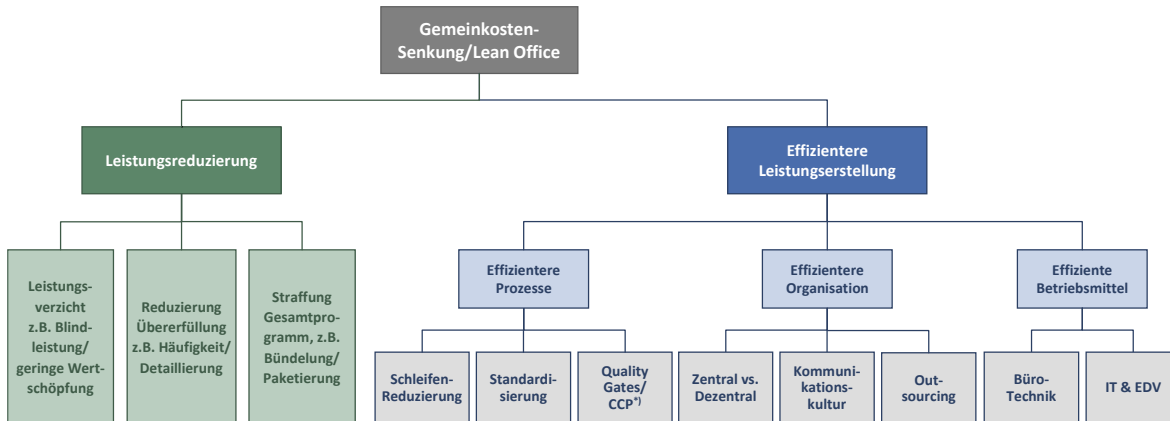 Gemeinkosten-
Senkung/Lean Office
Leistungsreduzierung
Effizientere
Leistungserstellung
Leistungs-
verzicht
z.B. Blind-
leistung/
geringe Wert-
schöpfung
Reduzierung
Übererfüllung
z.B. Häufigkeit/
Detaillierung
Straffung
Gesamtpro-
gramm, z.B.
Bündelung/
Paketierung
Effizientere
Prozesse
Effizientere
Organisation
Effiziente
Betriebsmittel
Schleifen-
Reduzierung
Standardi-
sierung
Quality
Gates/
CCP*)
Zentral vs.
Dezentral
Kommuni-
kations-
kultur
Out-
sourcing
Büro-
Technik
IT & EDV